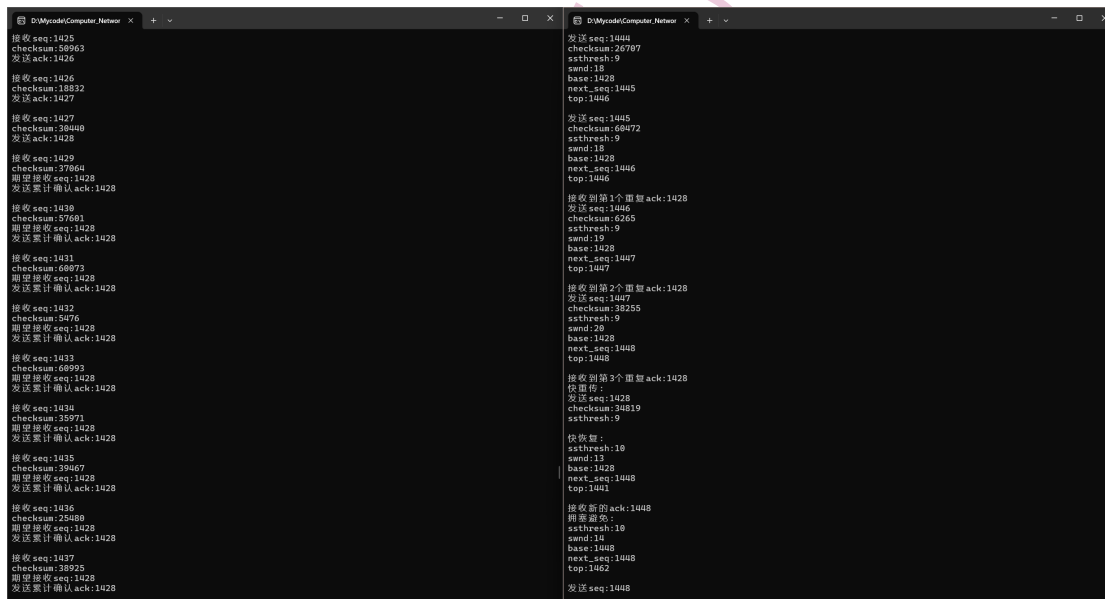 D:\Mycode\Computer_Networ
接收seq:1425
checksum:50963
发送ack:1426
接收seq:1426
checksum:18832
发送ack:1427
接收seq:1427
checksum:30440
发送ack:1428
接收seq:1429
checksum:37064
期望接收seq:1428
发送累计确认ack:1428
接收seq:1430
checksum:57601
期望接收seq:1428
发送累计确认ack:1428
接收seq:1431
checksum:60073
期望接收seq:1428
发送累计确认ack:1428
接收seq:1432
checksum:5476
期望接收seq:1428
发送累计确认ack:1428
接收seq:1433
checksum:60993
期望接收seq:1428
发送累计确认ack:1428
接收seq:1434
checksum:35971
期望接收seq:1428
发送累计确认ack:1428
接收seq:1435
checksum:39467
期望接收seq:1428
发送累计确认ack:1428
接收seq:1436
checksum:25480
期望接收seq:1428
发送累计确认ack:1428
接收seq:1437
checksum:38925
期望接收seq:1428
发送累计确认ack:1428
D:\Mycode\Computer_Networ
发送seq:1444
checksum:26707
ssthresh:9
swnd:18
base:1428
next_seq:1445
top:1446
发送seq:1445
checksum:60472
ssthresh:9
swnd:18
base:1428
next_seq:1446
top:1446
接收到第1个重复ack:1428
发送seq:1446
checksum:6265
ssthresh:9
swnd:19
base:1428
next_seq:1447
top:1447
接收到第2个重复ack:1428
发送seq:1447
checksum:38255
ssthresh:9
swnd:20
base:1428
next_seq:1448
top:1448
接收到第3个重复ack:1428
快重传:
发送seq:1428
checksum:34819
ssthresh:9
快恢复:
ssthresh:10
swnd:13
base:1428
next_seq:1448
top:1441
接收新的ack:1448
拥塞避免:
ssthresh:10
swnd:14
base:1448
next_seq:1448
top:1462
发送seq:1448